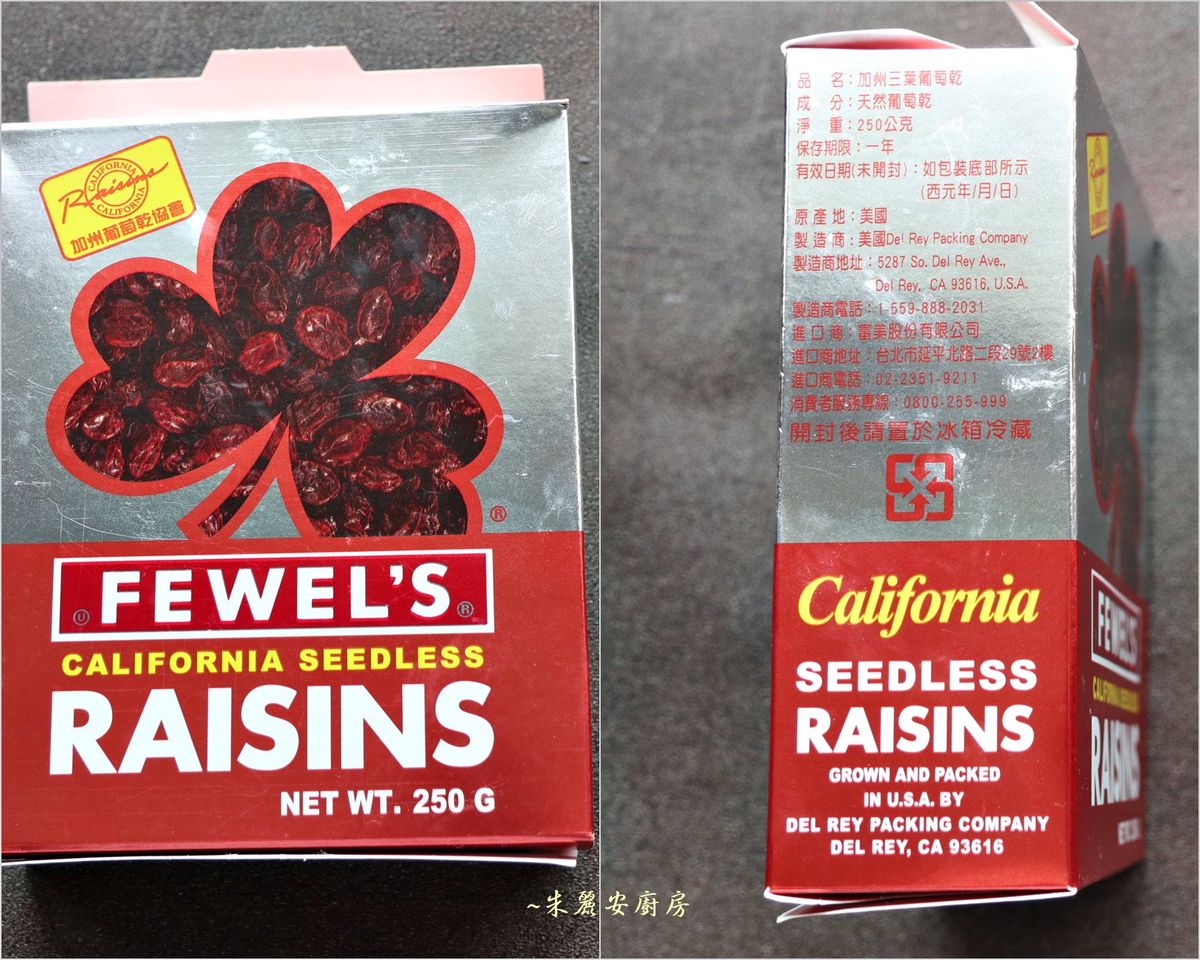 CALIFORNIA
Raisins
CALIFORNIA
加州葡萄乾協會
®
U FEWEL'S ®
CALIFORNIA SEEDLESS
RAISINS
NET WT. 250 G
品 名：加州三葉葡萄乾
成 分：天然葡萄乾
淨 重：250公克
保存期限：一年
有效日期(未開封)：如包裝底部所示
(西元年/月/日)
原 產 地：美國
製 造 商：美國Del Rey Packing Company
製造商地址：5287 So. Del Rey Ave.,
Del Rey, CA 93616, U.S.A.
製造商電話：1-559-888-2031
進 口 商：富美股份有限公司
進口商地址：台北市延平北路二段29號2樓
進口商電話：02-2351-9211
消費者服務專線：0800-255-999
開封後請置於冰箱冷藏
California
SEEDLESS
RAISINS
GROWN AND PACKED
IN U.S.A. BY
DEL REY PACKING COMPANY
DEL REY, CA 93616
FEWEL'S
CALIFORNIA SEEDLESS
RAISINS
~米麗安廚房